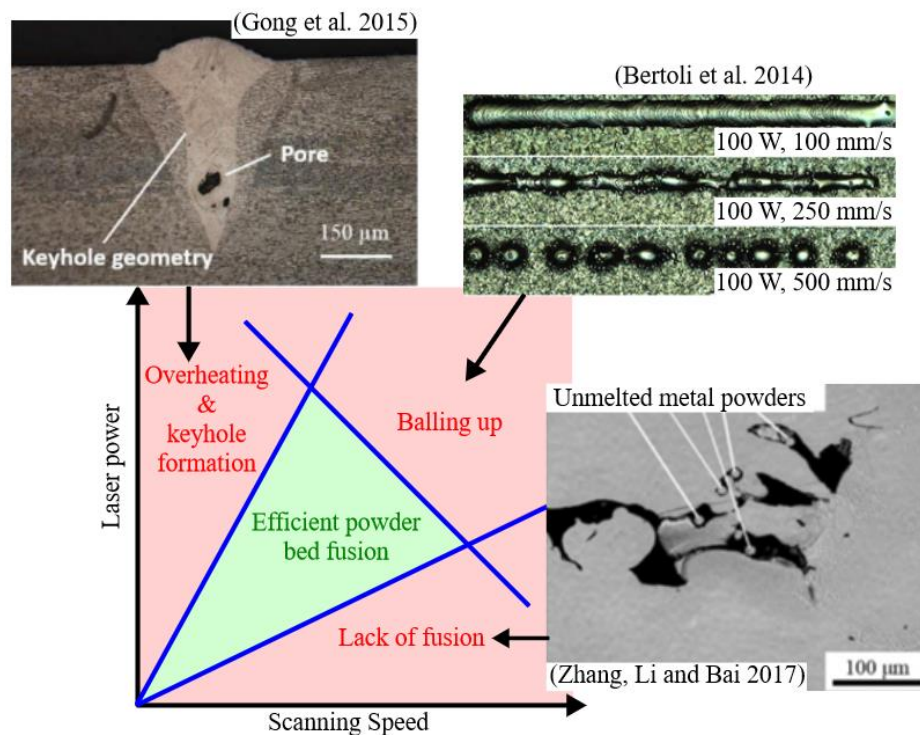 (Gong et al. 2015)
Pore
Keyhole geometry
150 µm
(Bertoli et al. 2014)
100 W, 100 mm/s
100 W, 250 mm/s
100 W, 500 mm/s
Overheating
&
keyhole
formation
Balling up
Efficient powder
bed fusion
Lack of fusion
Laser power
Scanning Speed
Unmelted metal powders
(Zhang, Li and Bai 2017)
100 µm